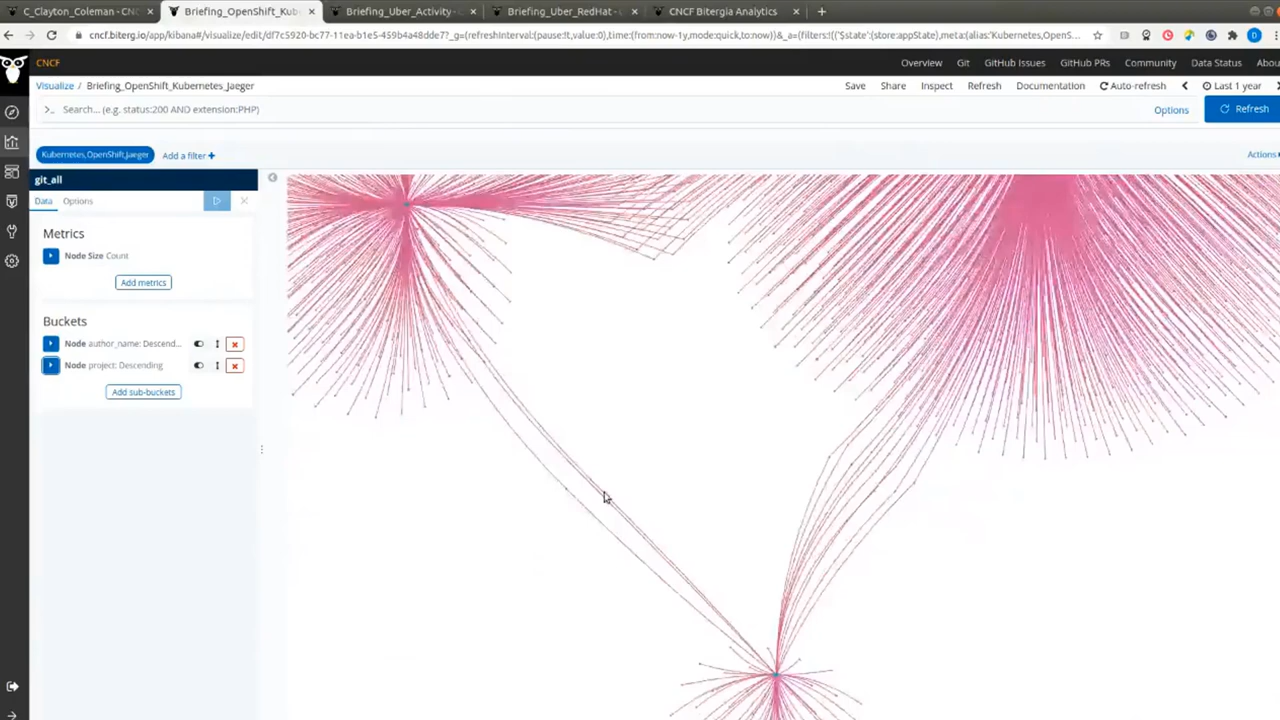 C_Clayton_Coleman - CNC
Briefing_OpenShift_Kub
Briefing_Uber_Activity - C
Briefing_Uber_RedHat - C
CNCF Bitergia Analytics
cncf.biterg.io/app/kibana#/visualize/edit/df7c5920-bc77-11ea-b1e5-459b4a48dde7?_g=(refreshInterval:(pause:!t,value:0),time:(from:now-1y,mode:quick,to:now))&_a=(filters:!(('$state':(store:appState),meta:(alias:'Kubernetes,OpenS...
D
CNCF
Overview Git GitHub Issues GitHub PRs Community Data Status Abou
Visualize / Briefing_OpenShift_Kubernetes_Jaeger
Save Share Inspect Refresh Documentation Auto-refresh Last 1 year
>_ Search... (e.g. status:200 AND extension:PHP)
Options
Refresh
Kubernetes,OpenShift,Jaeger
Add a filter +
Actions
git_all
Data Options
Metrics
Node Size Count
Add metrics
Buckets
Node author_name: Descend...
Node project: Descending
Add sub-buckets